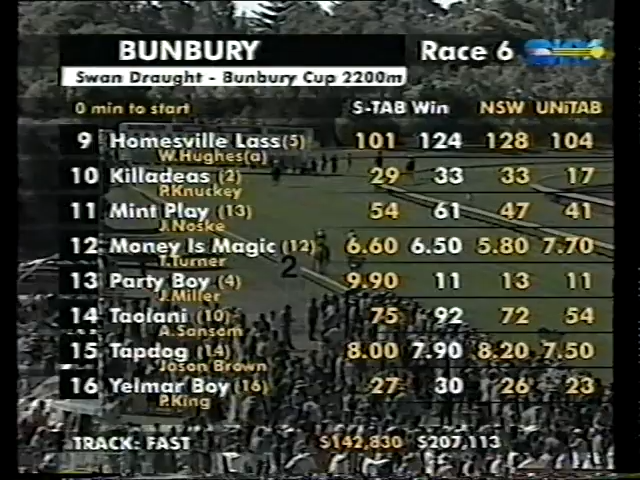 BUNBURY Race 6 SKY
Swan Draught - Bunbury Cup 2200m
0 min to start S-TAB Win NSW UNiTAB
9 Homesville Lass (5) 101 124 128 104
W.Hughes(a)
10 Killadeas (2) 29 33 33 17
P.Knuckey
11 Mint Play (13) 54 61 47 41
J.Noske
12 Money Is Magic (12) 6.60 6.50 5.80 7.70
T.Turner
2
13 Party Boy (4) 9.90 11 13 11
J.Miller
14 Taolani (10) 75 92 72 54
A.Sansom
15 Tapdog (14) 8.00 7.90 8.20 7.50
Jason Brown
16 Yelmar Boy (16) 27 30 26 23
P.King
TRACK: FAST $142,830 $207,113